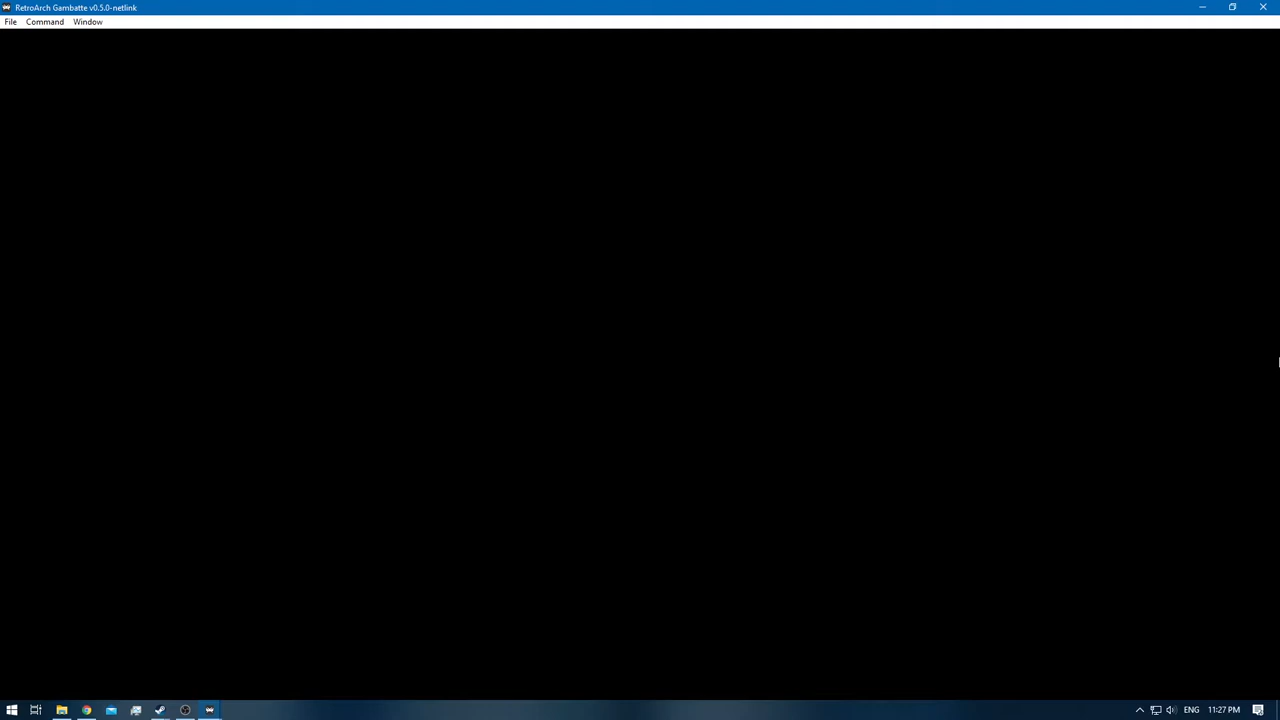 RetroArch Gambatte v0.5.0-netlink
File Command Window
ENG 11:27 PM